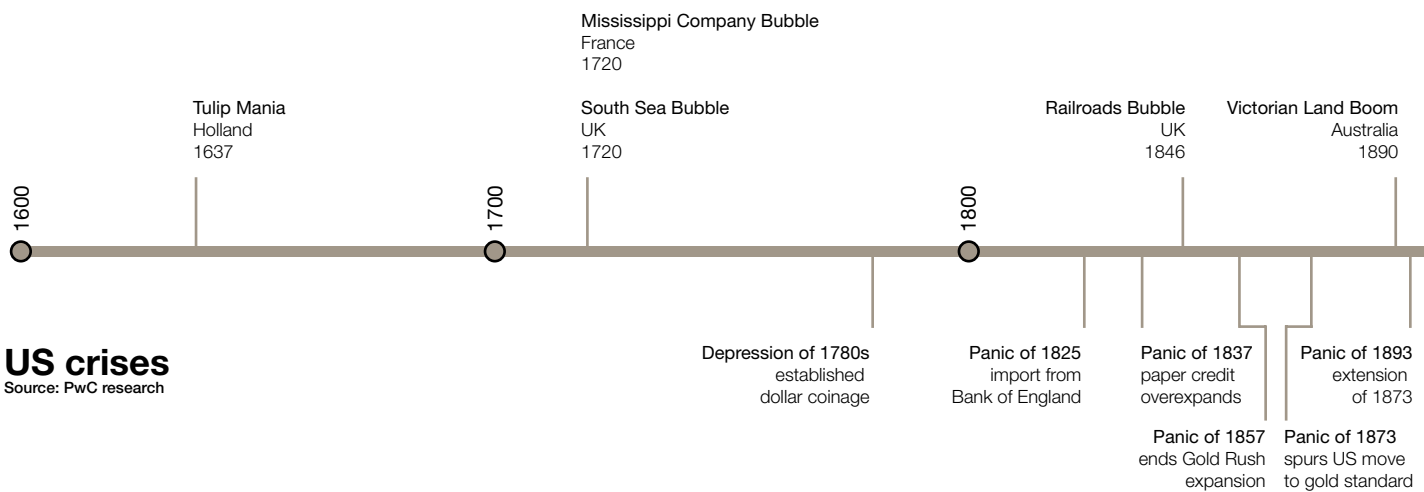 Mississippi Company Bubble
France
1720
Tulip Mania
Holland
1637
South Sea Bubble
UK
1720
Railroads Bubble
UK
1846
Victorian Land Boom
Australia
1890
1600
1700
1800
US crises
Source: PwC research
Depression of 1780s
established
dollar coinage
Panic of 1825
import from
Bank of England
Panic of 1837
paper credit
overexpands
Panic of 1857
ends Gold Rush
expansion
Panic of 1873
spurs US move
to gold standard
Panic of 1893
extension
of 1873